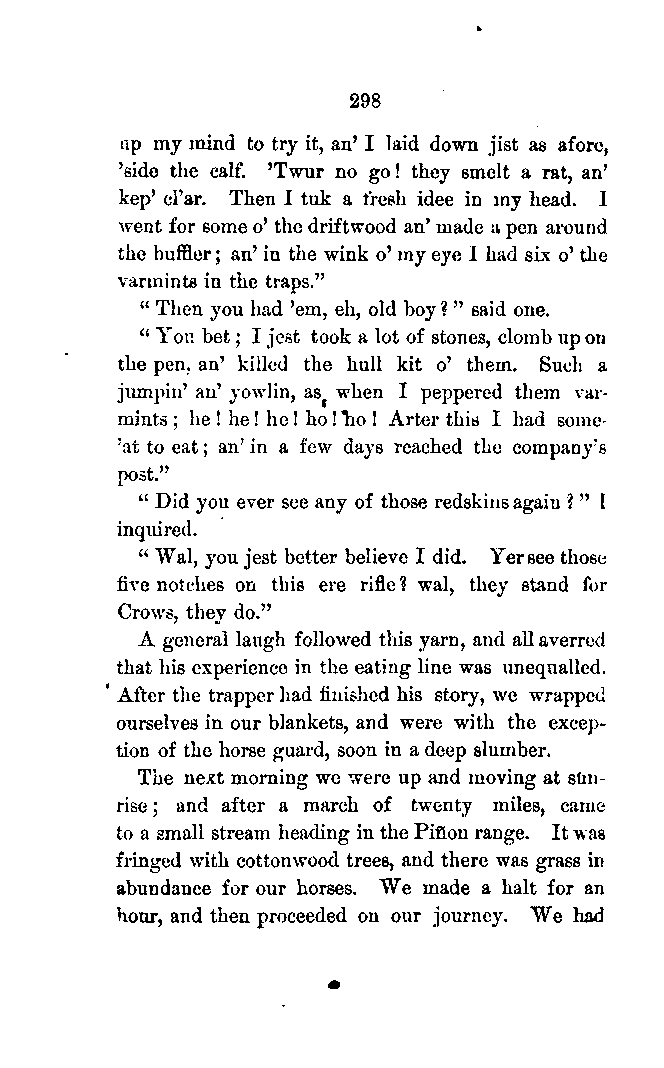 298
up my mind to try it, an' I laid down jist as afore,
'side the calf. 'Twur no go! they smelt a rat, an'
kep' cl'ar. Then I tuk a fresh idee in my head. I
went for some o' the driftwood an' made a pen around
the buffler; an' in the wink o' my eye I had six o' the
varmints in the traps."
"Then you had 'em, eh, old boy?" said one.
"You bet; I jest took a lot of stones, clomb up on
the pen, an' killed the hull kit o' them. Such a
jumpin' an' yowlin, as, when I peppered them var-
mints; he! he! he! ho! ho! Arter this I had some-
'at to eat; an' in a few days reached the company's
post."
"Did you ever see any of those redskins again?" I
inquired.
"Wal, you jest better believe I did. Yer see those
five notches on this ere rifle? wal, they stand for
Crows, they do."
A general laugh followed this yarn, and all averred
that his experience in the eating line was unequalled.
After the trapper had finished his story, we wrapped
ourselves in our blankets, and were with the excep-
tion of the horse guard, soon in a deep slumber.
The next morning we were up and moving at sun-
rise; and after a march of twenty miles, came
to a small stream heading in the Piñon range. It was
fringed with cottonwood trees, and there was grass in
abundance for our horses. We made a halt for an
hour, and then proceeded on our journey. We had